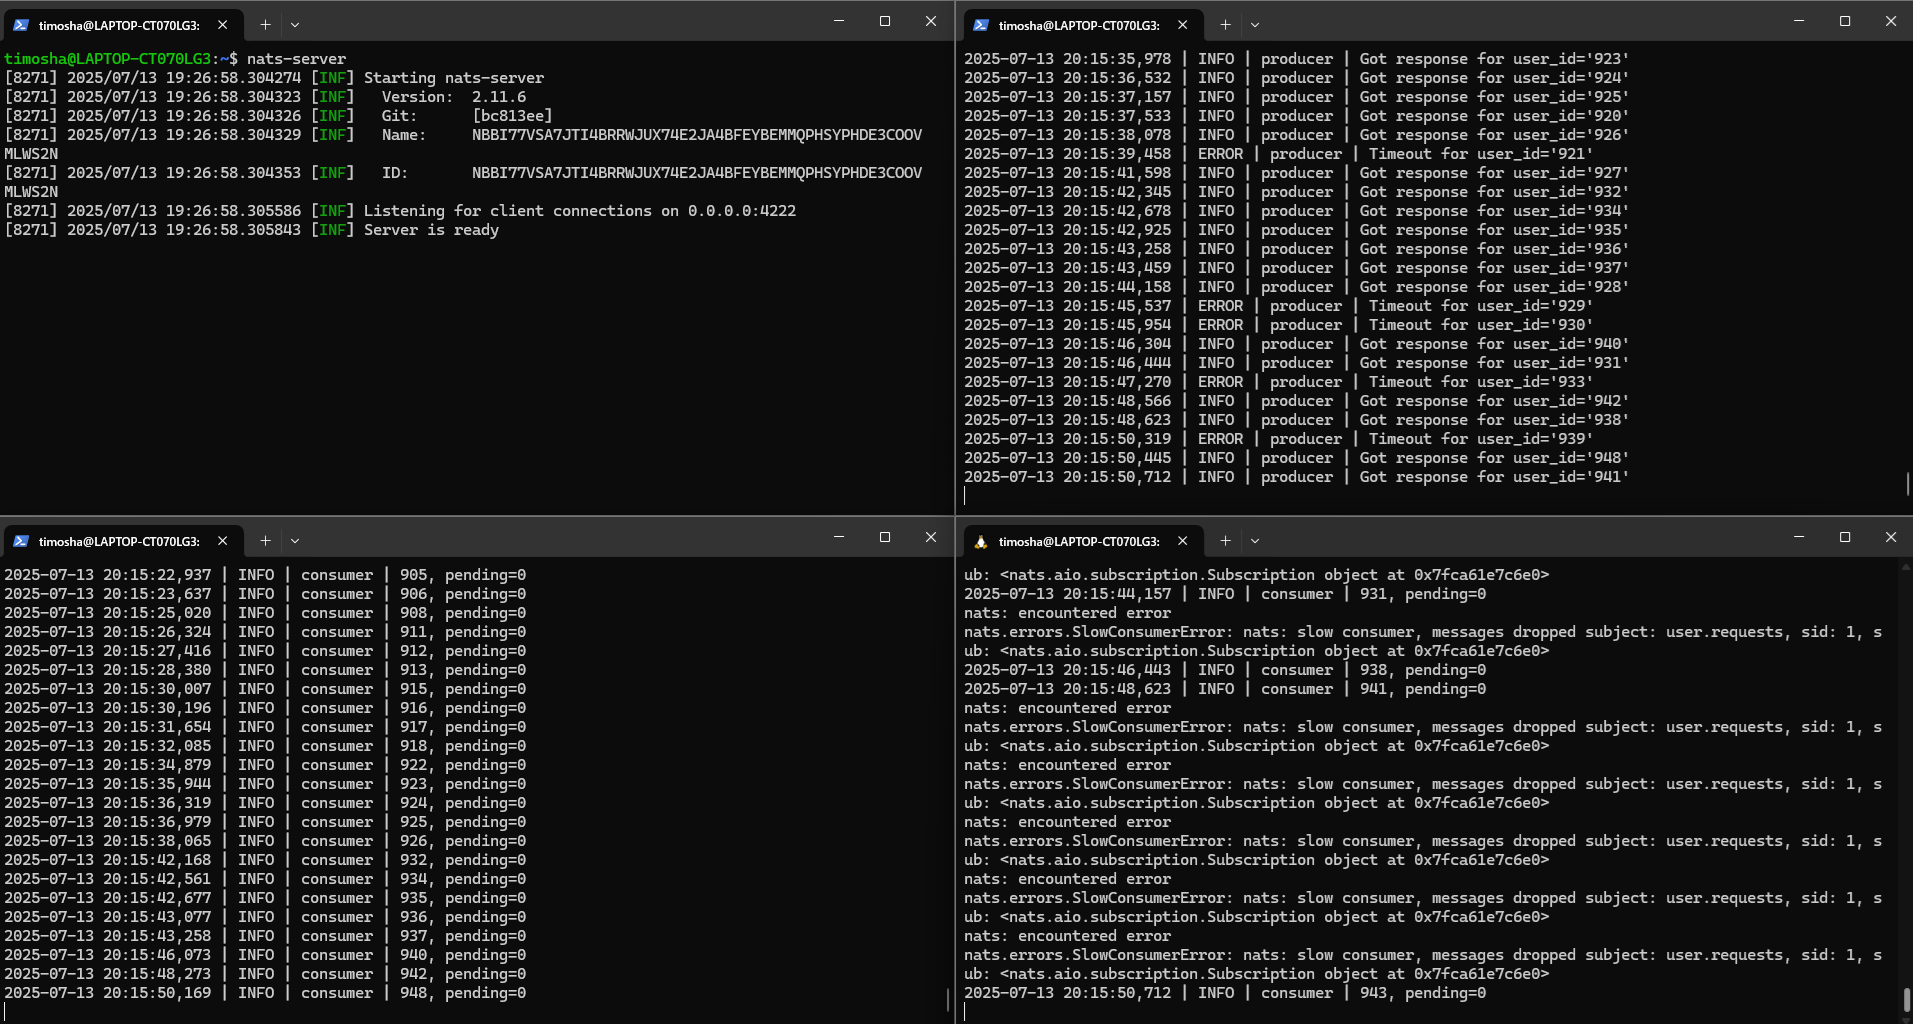 timosha@LAPTOP-CT070LG3:
timosha@LAPTOP-CT070LG3:~$ nats-server
[8271] 2025/07/13 19:26:58.304274 [INF] Starting nats-server
[8271] 2025/07/13 19:26:58.304323 [INF]   Version:  2.11.6
[8271] 2025/07/13 19:26:58.304326 [INF]   Git:      [bc813ee]
[8271] 2025/07/13 19:26:58.304329 [INF]   Name:     NBBI77VSA7JTI4BRRWJUX74E2JA4BFEYBEMMQPHSYPHDE3COOV
MLWS2N
[8271] 2025/07/13 19:26:58.304353 [INF]   ID:       NBBI77VSA7JTI4BRRWJUX74E2JA4BFEYBEMMQPHSYPHDE3COOV
MLWS2N
[8271] 2025/07/13 19:26:58.305586 [INF] Listening for client connections on 0.0.0.0:4222
[8271] 2025/07/13 19:26:58.305843 [INF] Server is ready
timosha@LAPTOP-CT070LG3:
2025-07-13 20:15:35,978 | INFO | producer | Got response for user_id='923'
2025-07-13 20:15:36,532 | INFO | producer | Got response for user_id='924'
2025-07-13 20:15:37,157 | INFO | producer | Got response for user_id='925'
2025-07-13 20:15:37,533 | INFO | producer | Got response for user_id='920'
2025-07-13 20:15:38,078 | INFO | producer | Got response for user_id='926'
2025-07-13 20:15:39,458 | ERROR | producer | Timeout for user_id='921'
2025-07-13 20:15:41,598 | INFO | producer | Got response for user_id='927'
2025-07-13 20:15:42,345 | INFO | producer | Got response for user_id='932'
2025-07-13 20:15:42,678 | INFO | producer | Got response for user_id='934'
2025-07-13 20:15:42,925 | INFO | producer | Got response for user_id='935'
2025-07-13 20:15:43,258 | INFO | producer | Got response for user_id='936'
2025-07-13 20:15:43,459 | INFO | producer | Got response for user_id='937'
2025-07-13 20:15:44,158 | INFO | producer | Got response for user_id='928'
2025-07-13 20:15:45,537 | ERROR | producer | Timeout for user_id='929'
2025-07-13 20:15:45,954 | ERROR | producer | Timeout for user_id='930'
2025-07-13 20:15:46,304 | INFO | producer | Got response for user_id='940'
2025-07-13 20:15:46,444 | INFO | producer | Got response for user_id='931'
2025-07-13 20:15:47,270 | ERROR | producer | Timeout for user_id='933'
2025-07-13 20:15:48,566 | INFO | producer | Got response for user_id='942'
2025-07-13 20:15:48,623 | INFO | producer | Got response for user_id='938'
2025-07-13 20:15:50,319 | ERROR | producer | Timeout for user_id='939'
2025-07-13 20:15:50,445 | INFO | producer | Got response for user_id='948'
2025-07-13 20:15:50,712 | INFO | producer | Got response for user_id='941'
timosha@LAPTOP-CT070LG3:
2025-07-13 20:15:22,937 | INFO | consumer | 905, pending=0
2025-07-13 20:15:23,637 | INFO | consumer | 906, pending=0
2025-07-13 20:15:25,020 | INFO | consumer | 908, pending=0
2025-07-13 20:15:26,324 | INFO | consumer | 911, pending=0
2025-07-13 20:15:27,416 | INFO | consumer | 912, pending=0
2025-07-13 20:15:28,380 | INFO | consumer | 913, pending=0
2025-07-13 20:15:30,007 | INFO | consumer | 915, pending=0
2025-07-13 20:15:30,196 | INFO | consumer | 916, pending=0
2025-07-13 20:15:31,654 | INFO | consumer | 917, pending=0
2025-07-13 20:15:32,085 | INFO | consumer | 918, pending=0
2025-07-13 20:15:34,879 | INFO | consumer | 922, pending=0
2025-07-13 20:15:35,944 | INFO | consumer | 923, pending=0
2025-07-13 20:15:36,319 | INFO | consumer | 924, pending=0
2025-07-13 20:15:36,979 | INFO | consumer | 925, pending=0
2025-07-13 20:15:38,065 | INFO | consumer | 926, pending=0
2025-07-13 20:15:42,168 | INFO | consumer | 932, pending=0
2025-07-13 20:15:42,561 | INFO | consumer | 934, pending=0
2025-07-13 20:15:42,677 | INFO | consumer | 935, pending=0
2025-07-13 20:15:43,077 | INFO | consumer | 936, pending=0
2025-07-13 20:15:43,258 | INFO | consumer | 937, pending=0
2025-07-13 20:15:46,073 | INFO | consumer | 940, pending=0
2025-07-13 20:15:48,273 | INFO | consumer | 942, pending=0
2025-07-13 20:15:50,169 | INFO | consumer | 948, pending=0
timosha@LAPTOP-CT070LG3:
ub: <nats.aio.subscription.Subscription object at 0x7fca61e7c6e0>
2025-07-13 20:15:44,157 | INFO | consumer | 931, pending=0
nats: encountered error
nats.errors.SlowConsumerError: nats: slow consumer, messages dropped subject: user.requests, sid: 1, s
ub: <nats.aio.subscription.Subscription object at 0x7fca61e7c6e0>
2025-07-13 20:15:46,443 | INFO | consumer | 938, pending=0
2025-07-13 20:15:48,623 | INFO | consumer | 941, pending=0
nats: encountered error
nats.errors.SlowConsumerError: nats: slow consumer, messages dropped subject: user.requests, sid: 1, s
ub: <nats.aio.subscription.Subscription object at 0x7fca61e7c6e0>
nats: encountered error
nats.errors.SlowConsumerError: nats: slow consumer, messages dropped subject: user.requests, sid: 1, s
ub: <nats.aio.subscription.Subscription object at 0x7fca61e7c6e0>
nats: encountered error
nats.errors.SlowConsumerError: nats: slow consumer, messages dropped subject: user.requests, sid: 1, s
ub: <nats.aio.subscription.Subscription object at 0x7fca61e7c6e0>
nats: encountered error
nats.errors.SlowConsumerError: nats: slow consumer, messages dropped subject: user.requests, sid: 1, s
ub: <nats.aio.subscription.Subscription object at 0x7fca61e7c6e0>
nats: encountered error
nats.errors.SlowConsumerError: nats: slow consumer, messages dropped subject: user.requests, sid: 1, s
ub: <nats.aio.subscription.Subscription object at 0x7fca61e7c6e0>
2025-07-13 20:15:50,712 | INFO | consumer | 943, pending=0